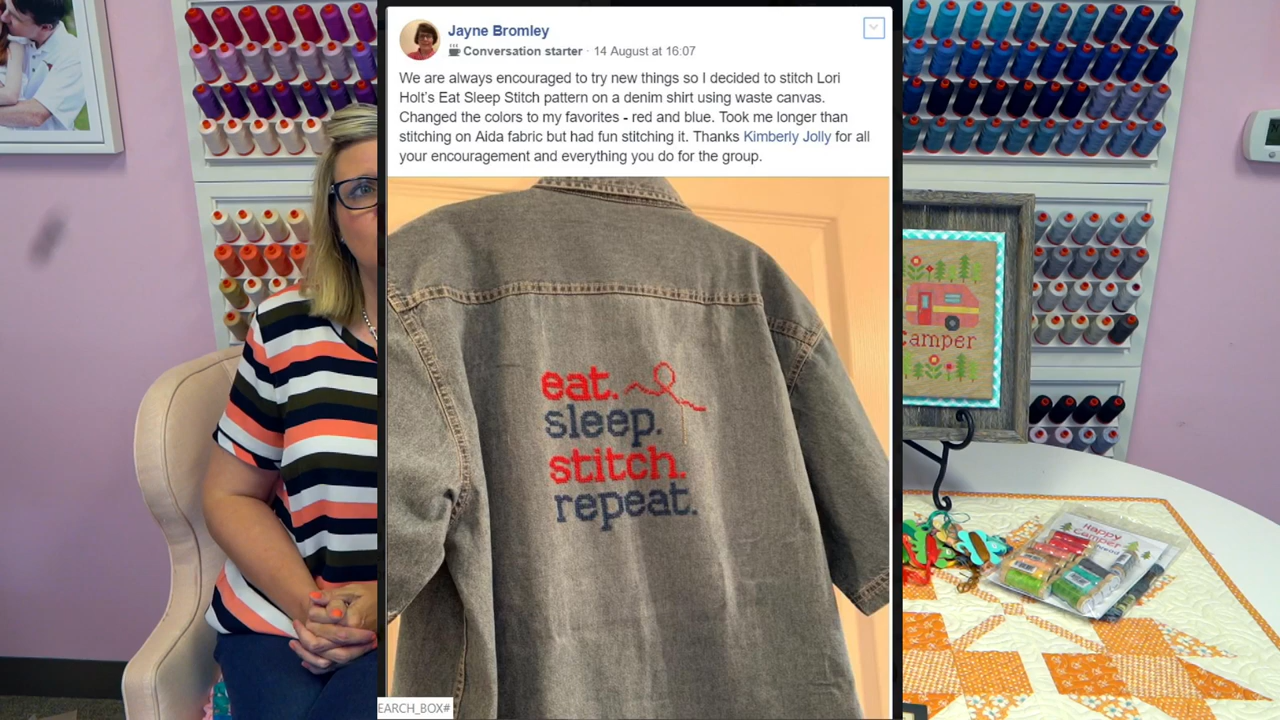 Jayne Bromley
Conversation starter · 14 August at 16:07
We are always encouraged to try new things so I decided to stitch Lori
Holt's Eat Sleep Stitch pattern on a denim shirt using waste canvas.
Changed the colors to my favorites - red and blue. Took me longer than
stitching on Aida fabric but had fun stitching it. Thanks Kimberly Jolly for all
your encouragement and everything you do for the group.
eat.
sleep.
stitch.
repeat.
camper
Happy
Camper
EARCH_BOX#